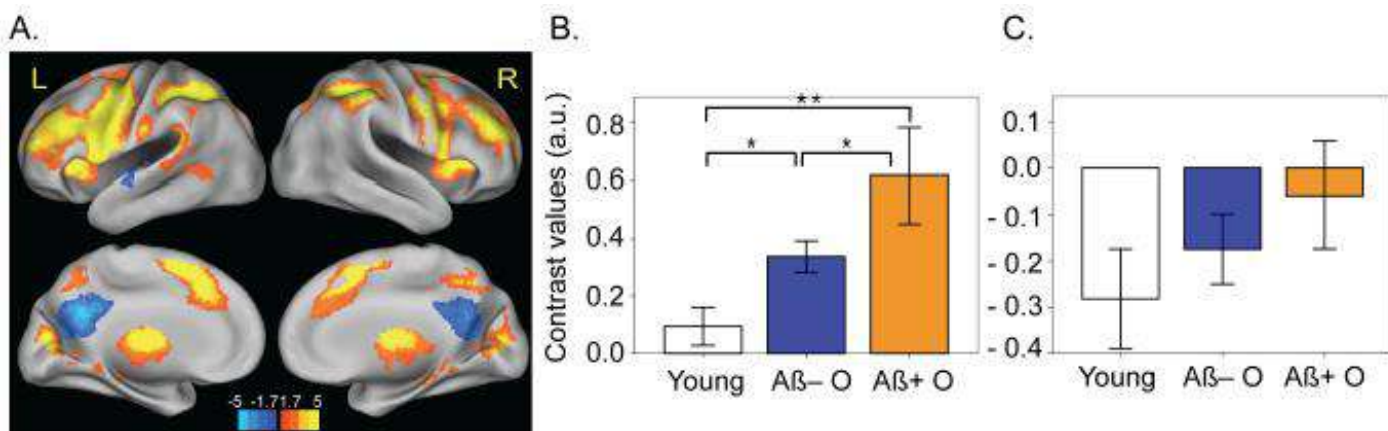 A.
L R
-5 -1.7 1.7 5
B.
Contrast values (a.u.)
0.8
0.6
0.4
0.2
0.0
**
* *
Young Aß– O Aß+ O
C.
0.1
0.0
- 0.1
- 0.2
- 0.3
- 0.4
Young Aß– O Aß+ O